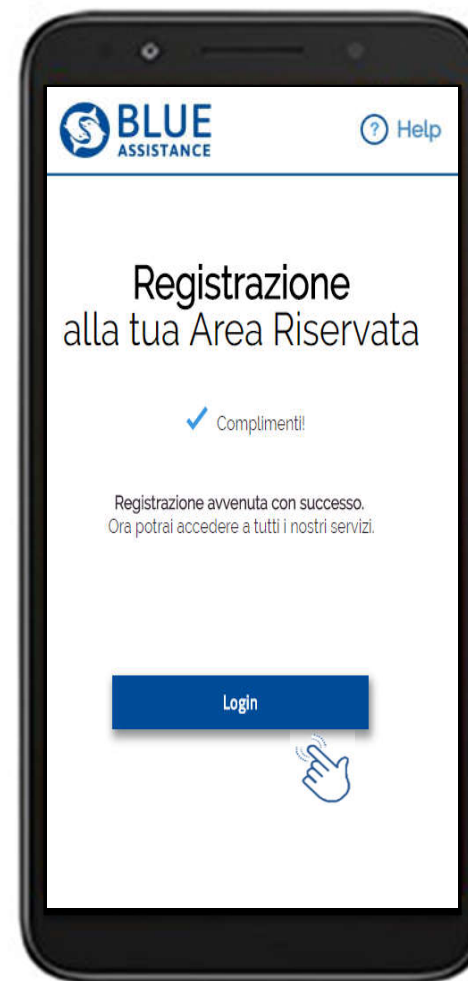 BLUE
ASSISTANCE
? Help
Registrazione
alla tua Area Riservata
Complimenti!
Registrazione avvenuta con successo.
Ora potrai accedere a tutti i nostri servizi.
Login